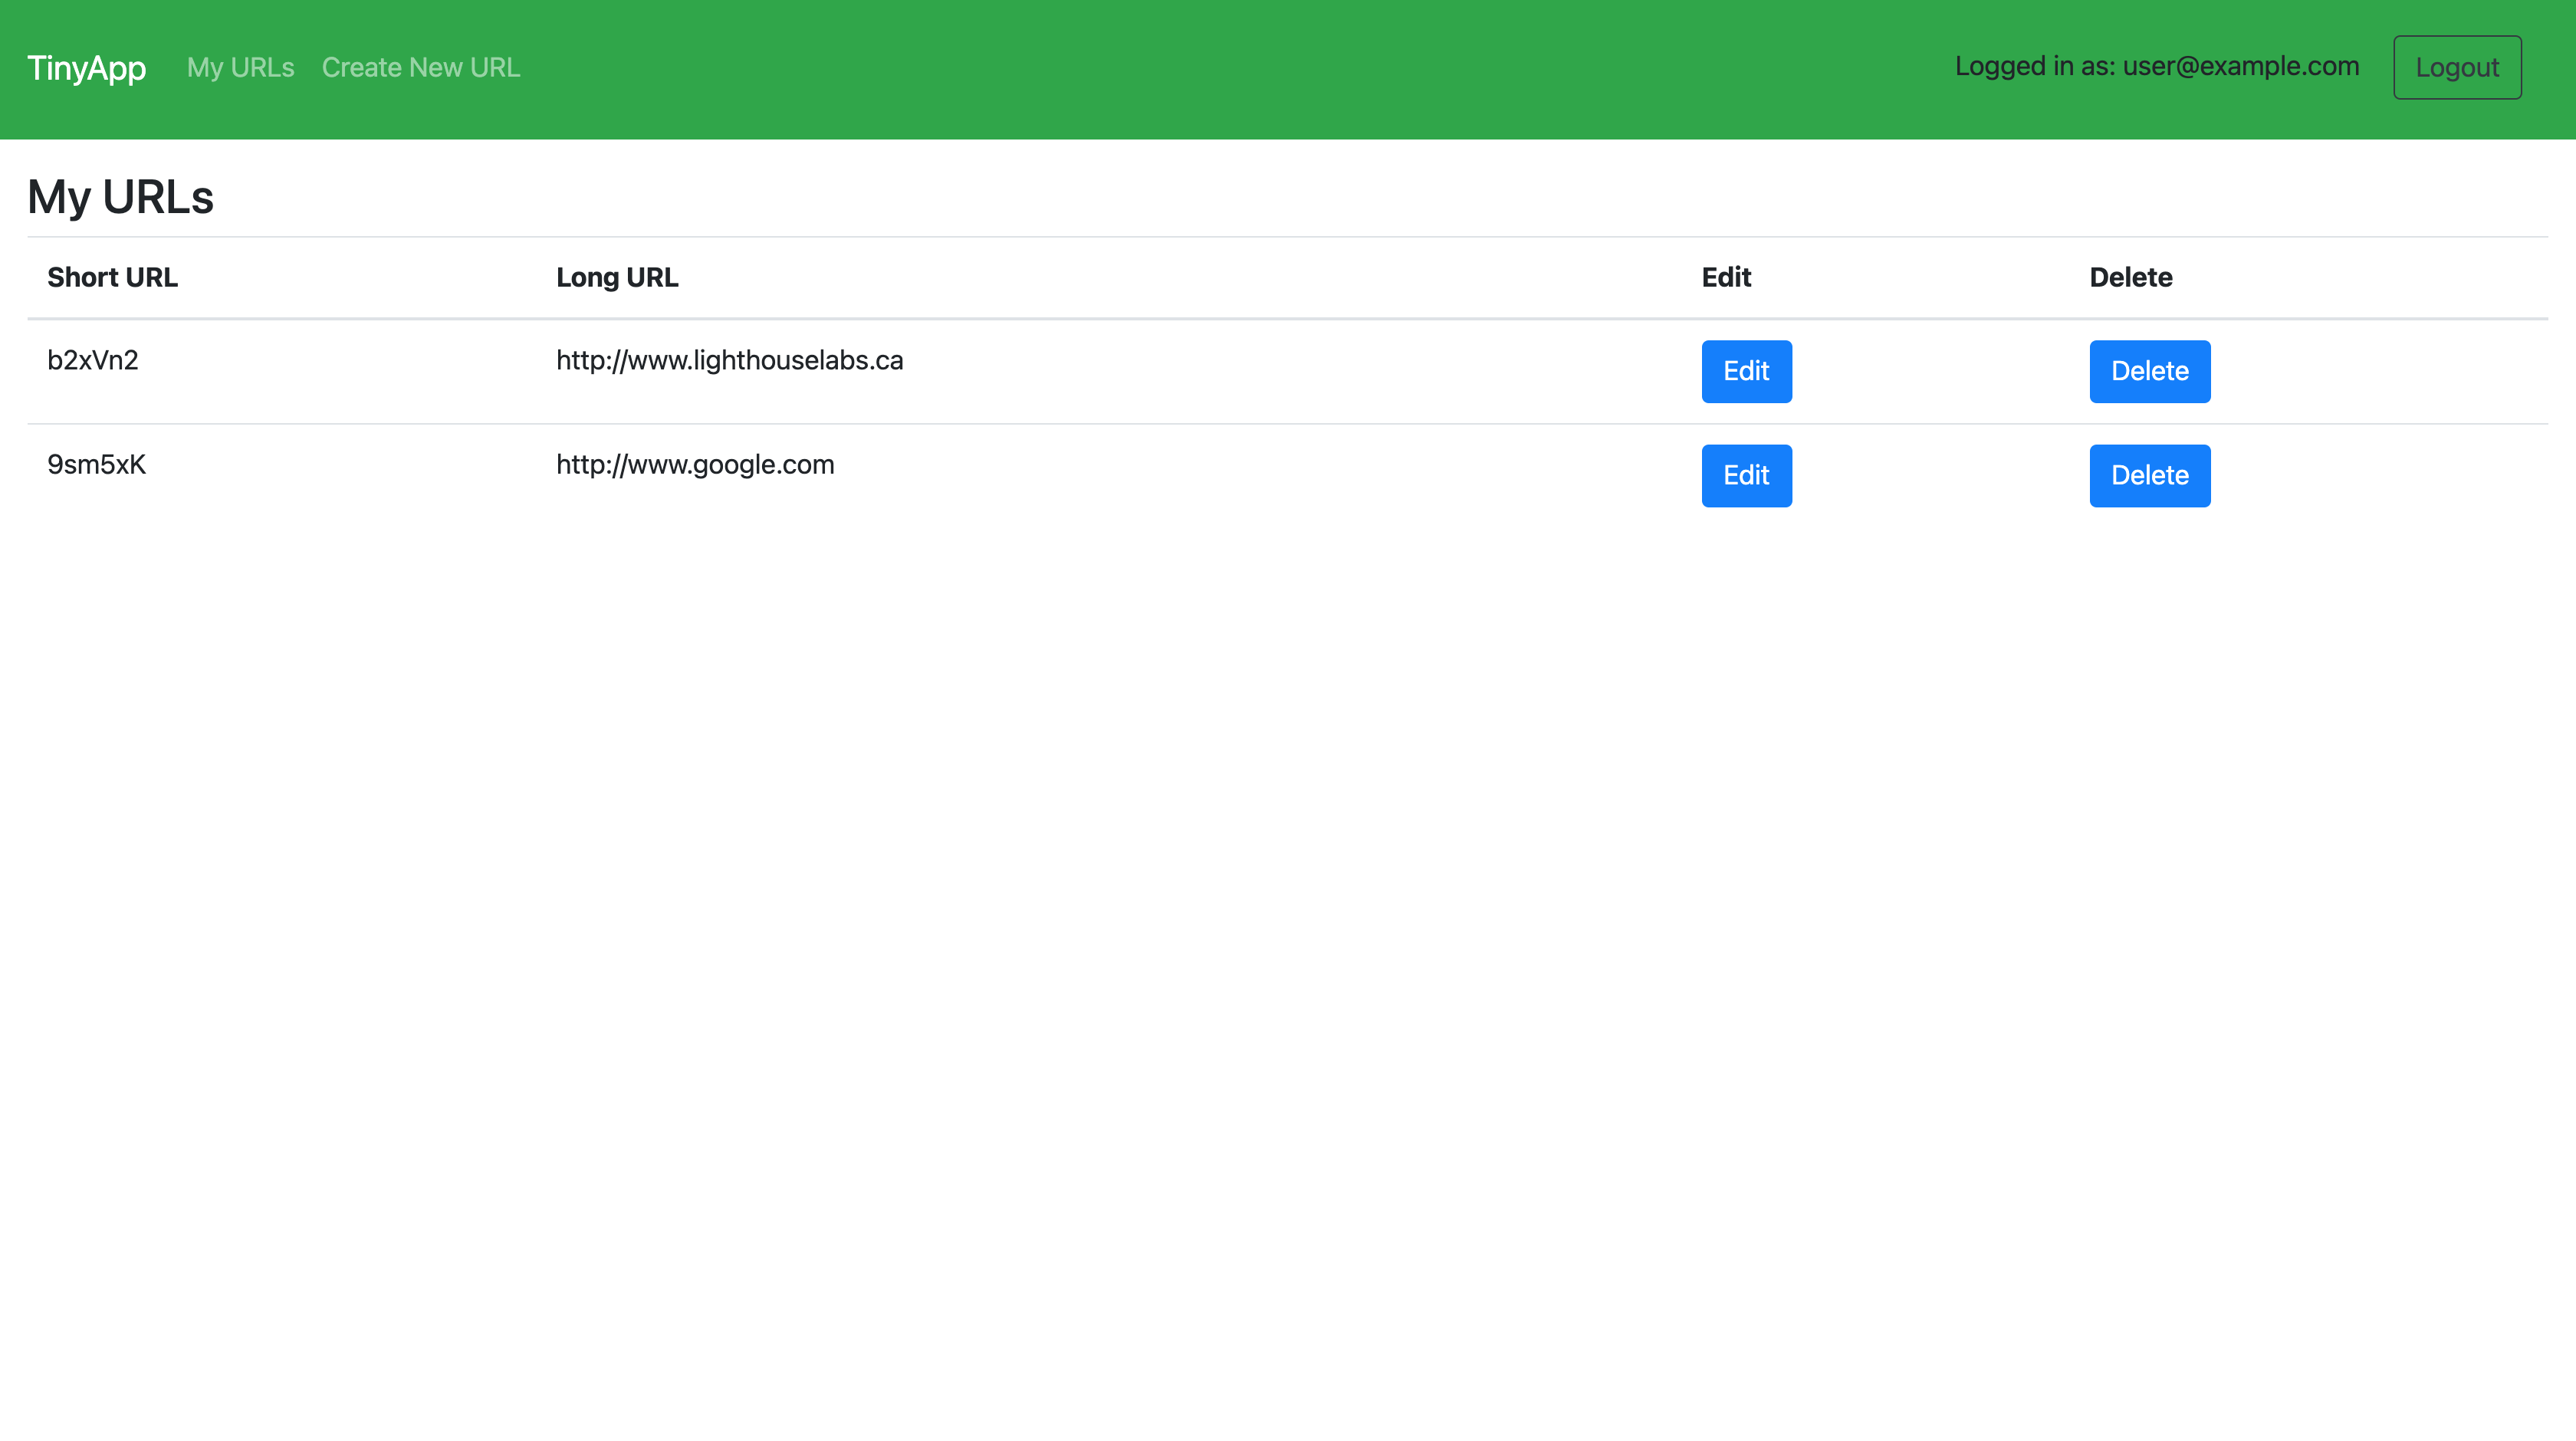 TinyApp My URLs Create New URL Logged in as: user@example.com Logout
My URLs
Short URL Long URL Edit Delete
b2xVn2 http://www.lighthouselabs.ca Edit Delete
9sm5xK http://www.google.com Edit Delete